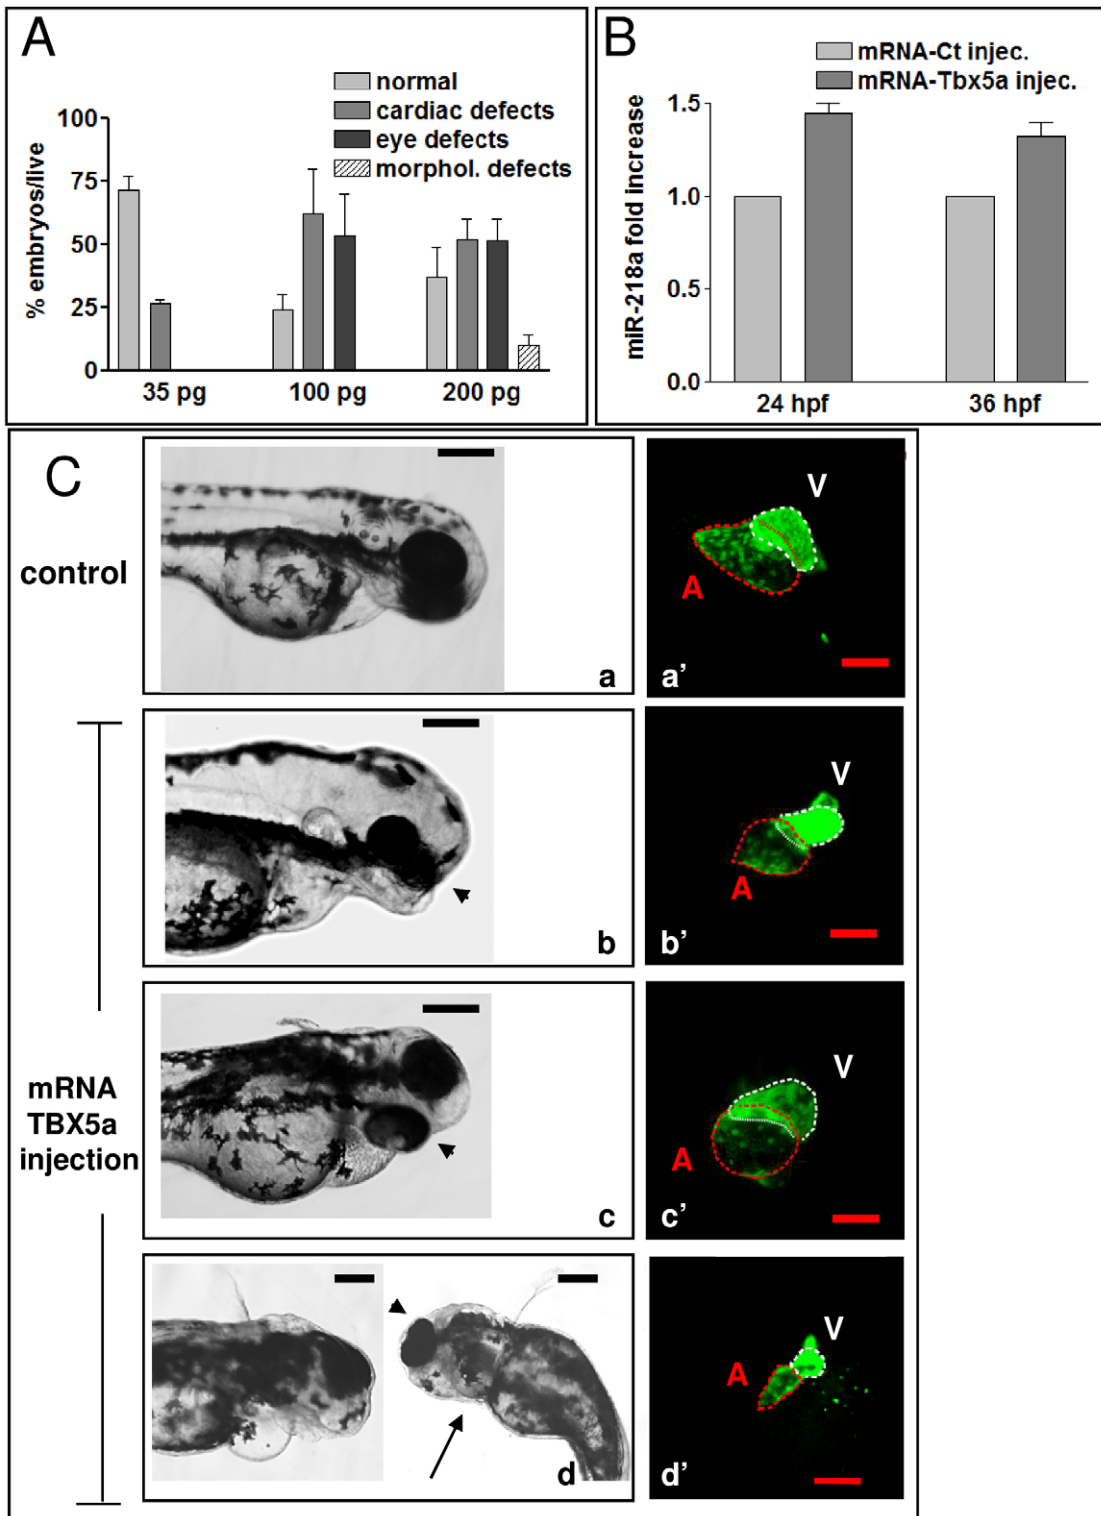 A
normal
cardiac defects
eye defects
morphol. defects
% embryos/live
100
75
50
25
0
35 pg
100 pg
200 pg
B
mRNA-Ct injec.
mRNA-Tbx5a injec.
miR-218a fold increase
1.5
1.0
0.5
0.0
24 hpf
36 hpf
C
control
a
V
A
a’
b
V
A
b’
mRNA
TBX5a
injection
c
V
A
c’
d
V
A
d’